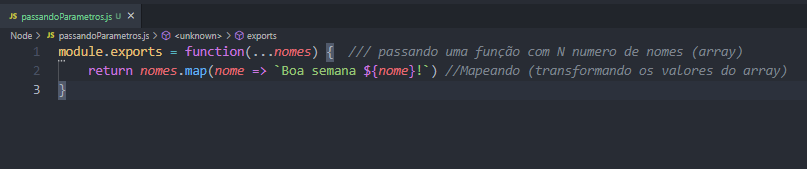 JS passandoParametros.js U ×
Node > JS passandoParametros.js > <unknown> > exports
1 module.exports = function(...nomes) { /// passando uma função com N numero de nomes (array)
2 return nomes.map(nome => `Boa semana ${nome}!`) //Mapeando (transformando os valores do array)
3 }